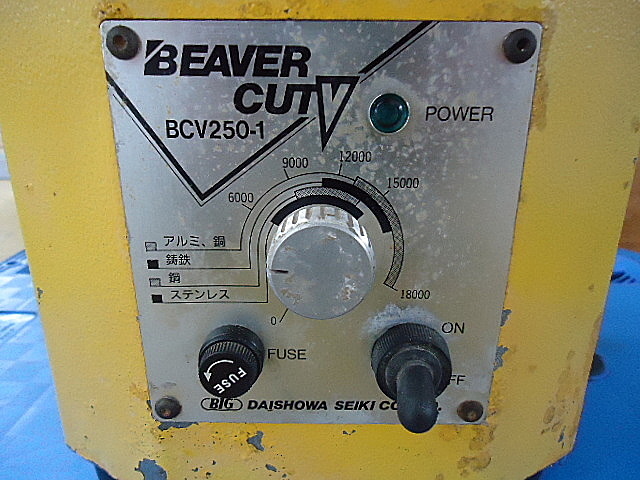 BEAVER
CUT V
BCV250-1
POWER
0
6000
9000
12000
15000
18000
アルミ、銅
鋳鉄
鋼
ステンレス
FUSE
FUSE
ON
BIG DAISHOWA SEIKI